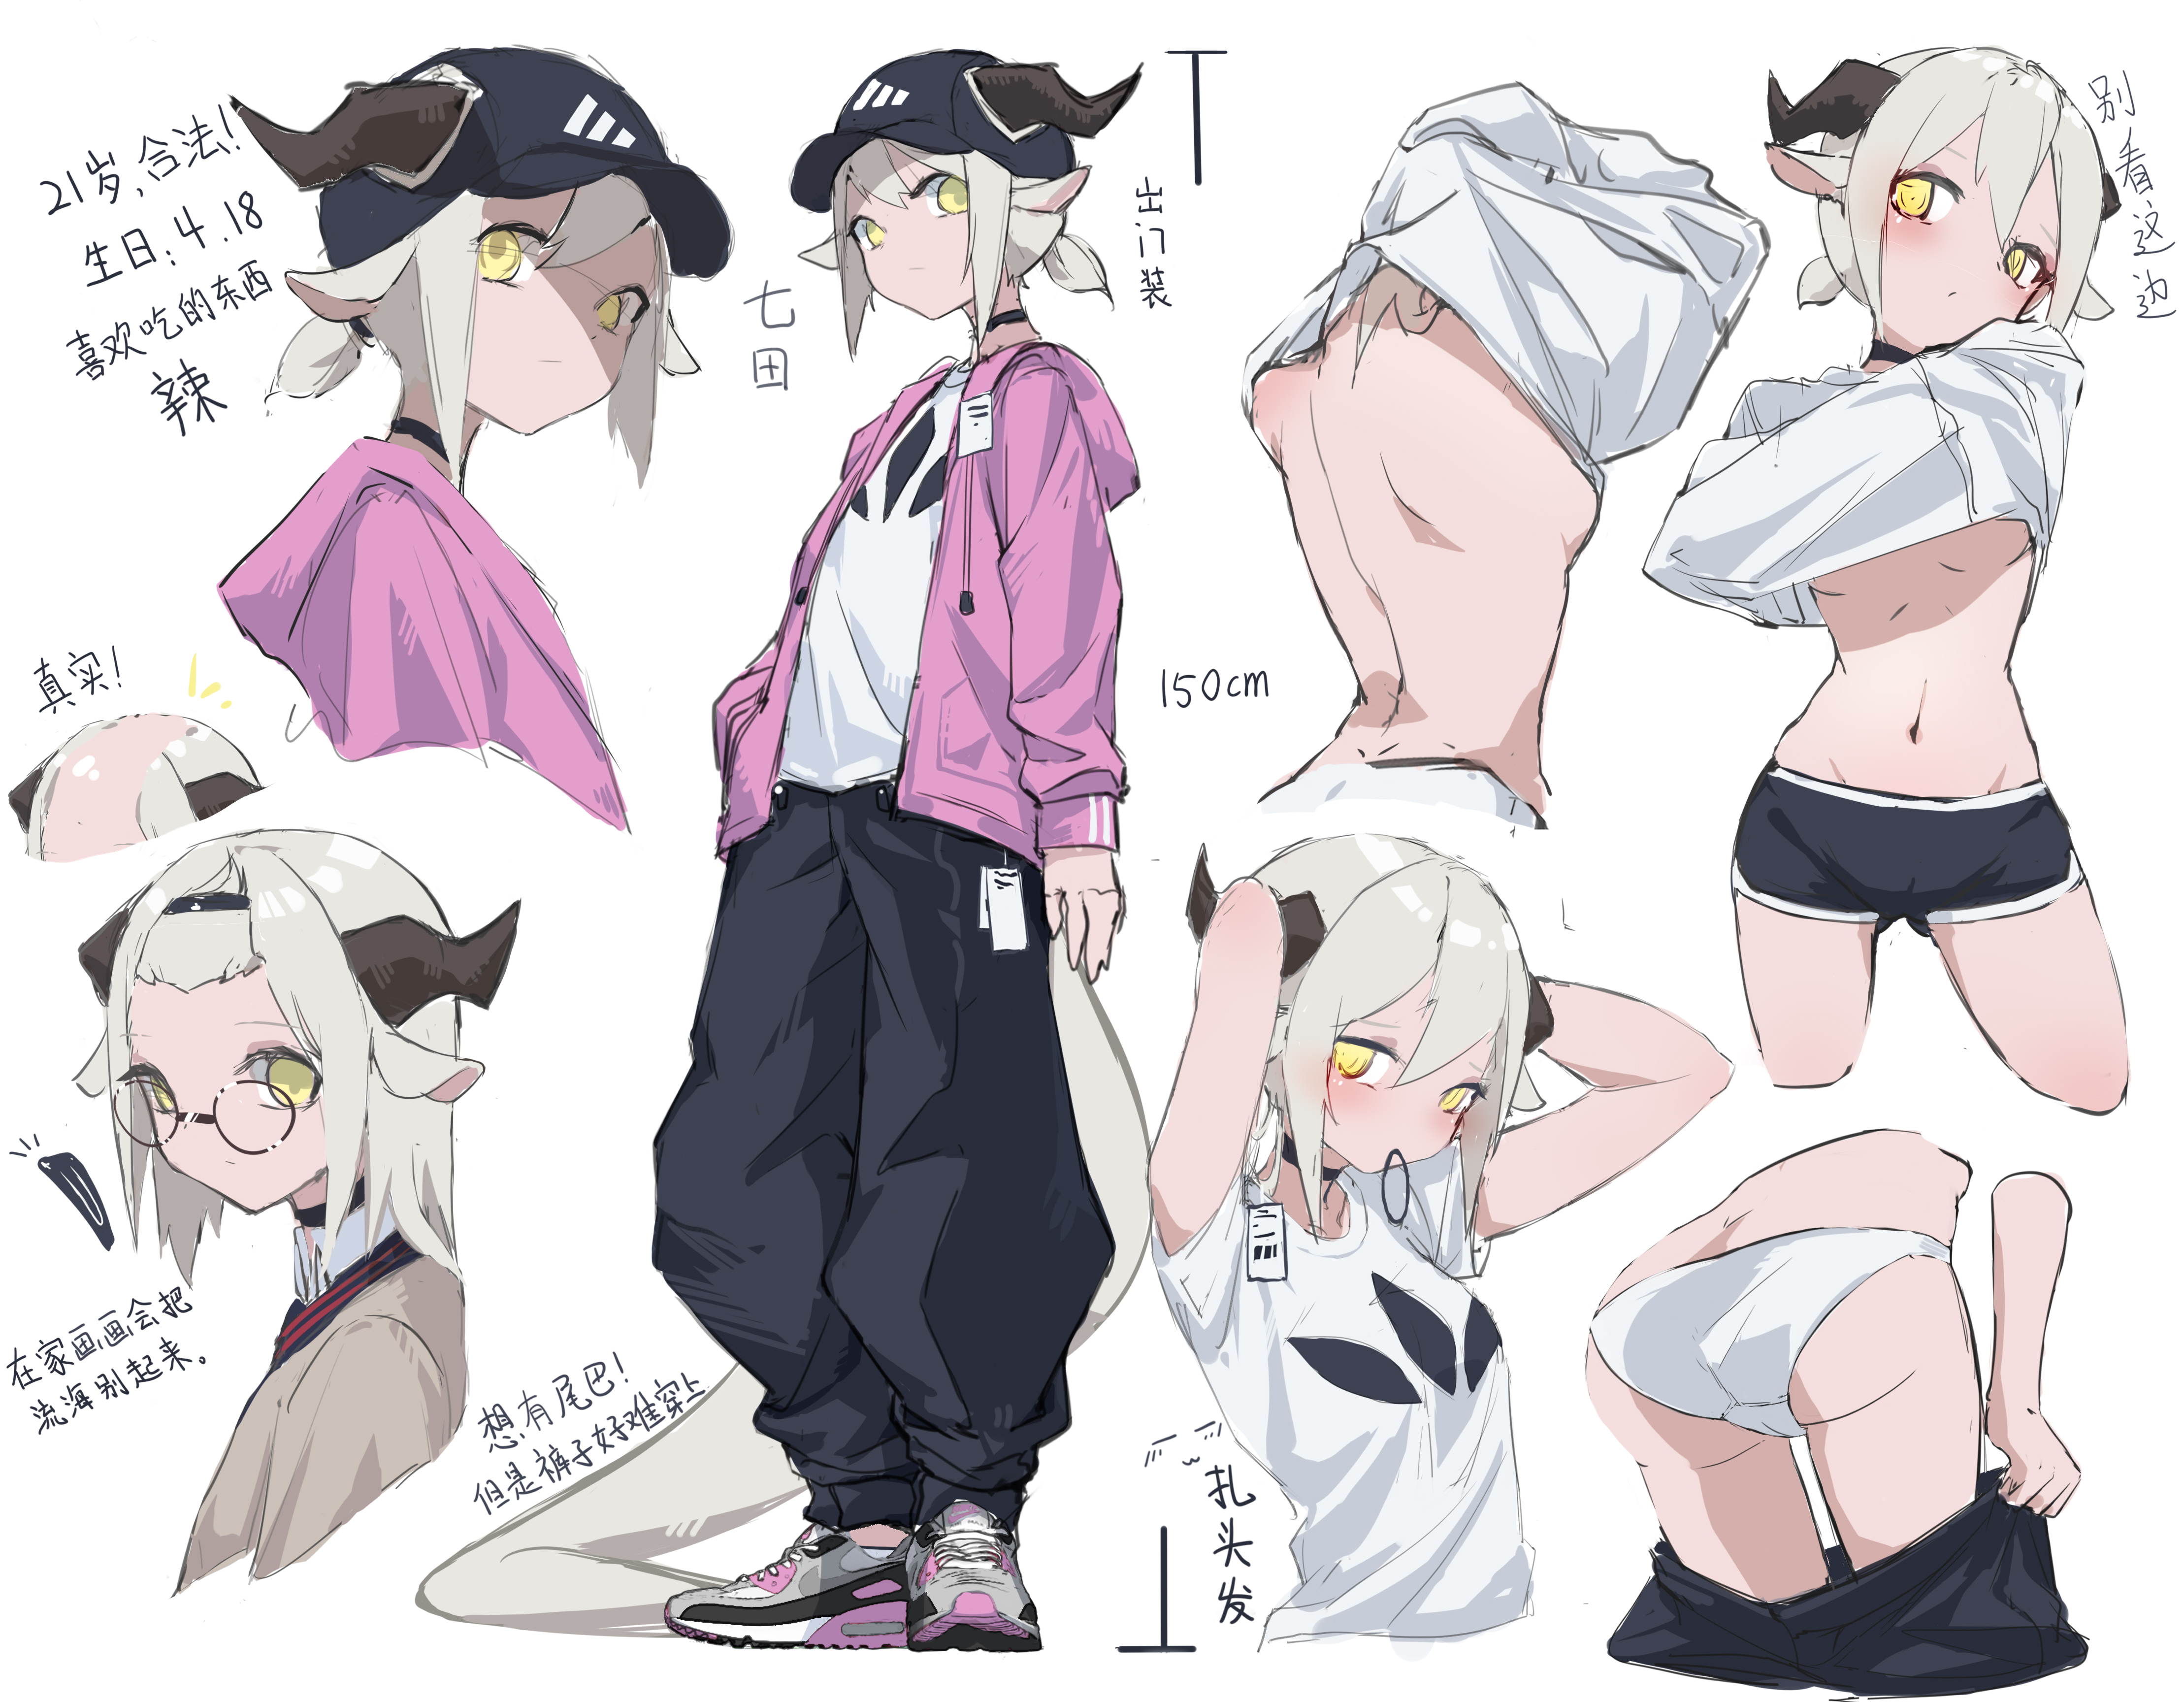 21岁,合法!
生日:4.18
喜欢吃的东西
辣
七田
出门装
别看这边
真实!
150cm
在家画画会把
流海别起来。
想有尾巴!
但是裤子好难穿上
扎头发